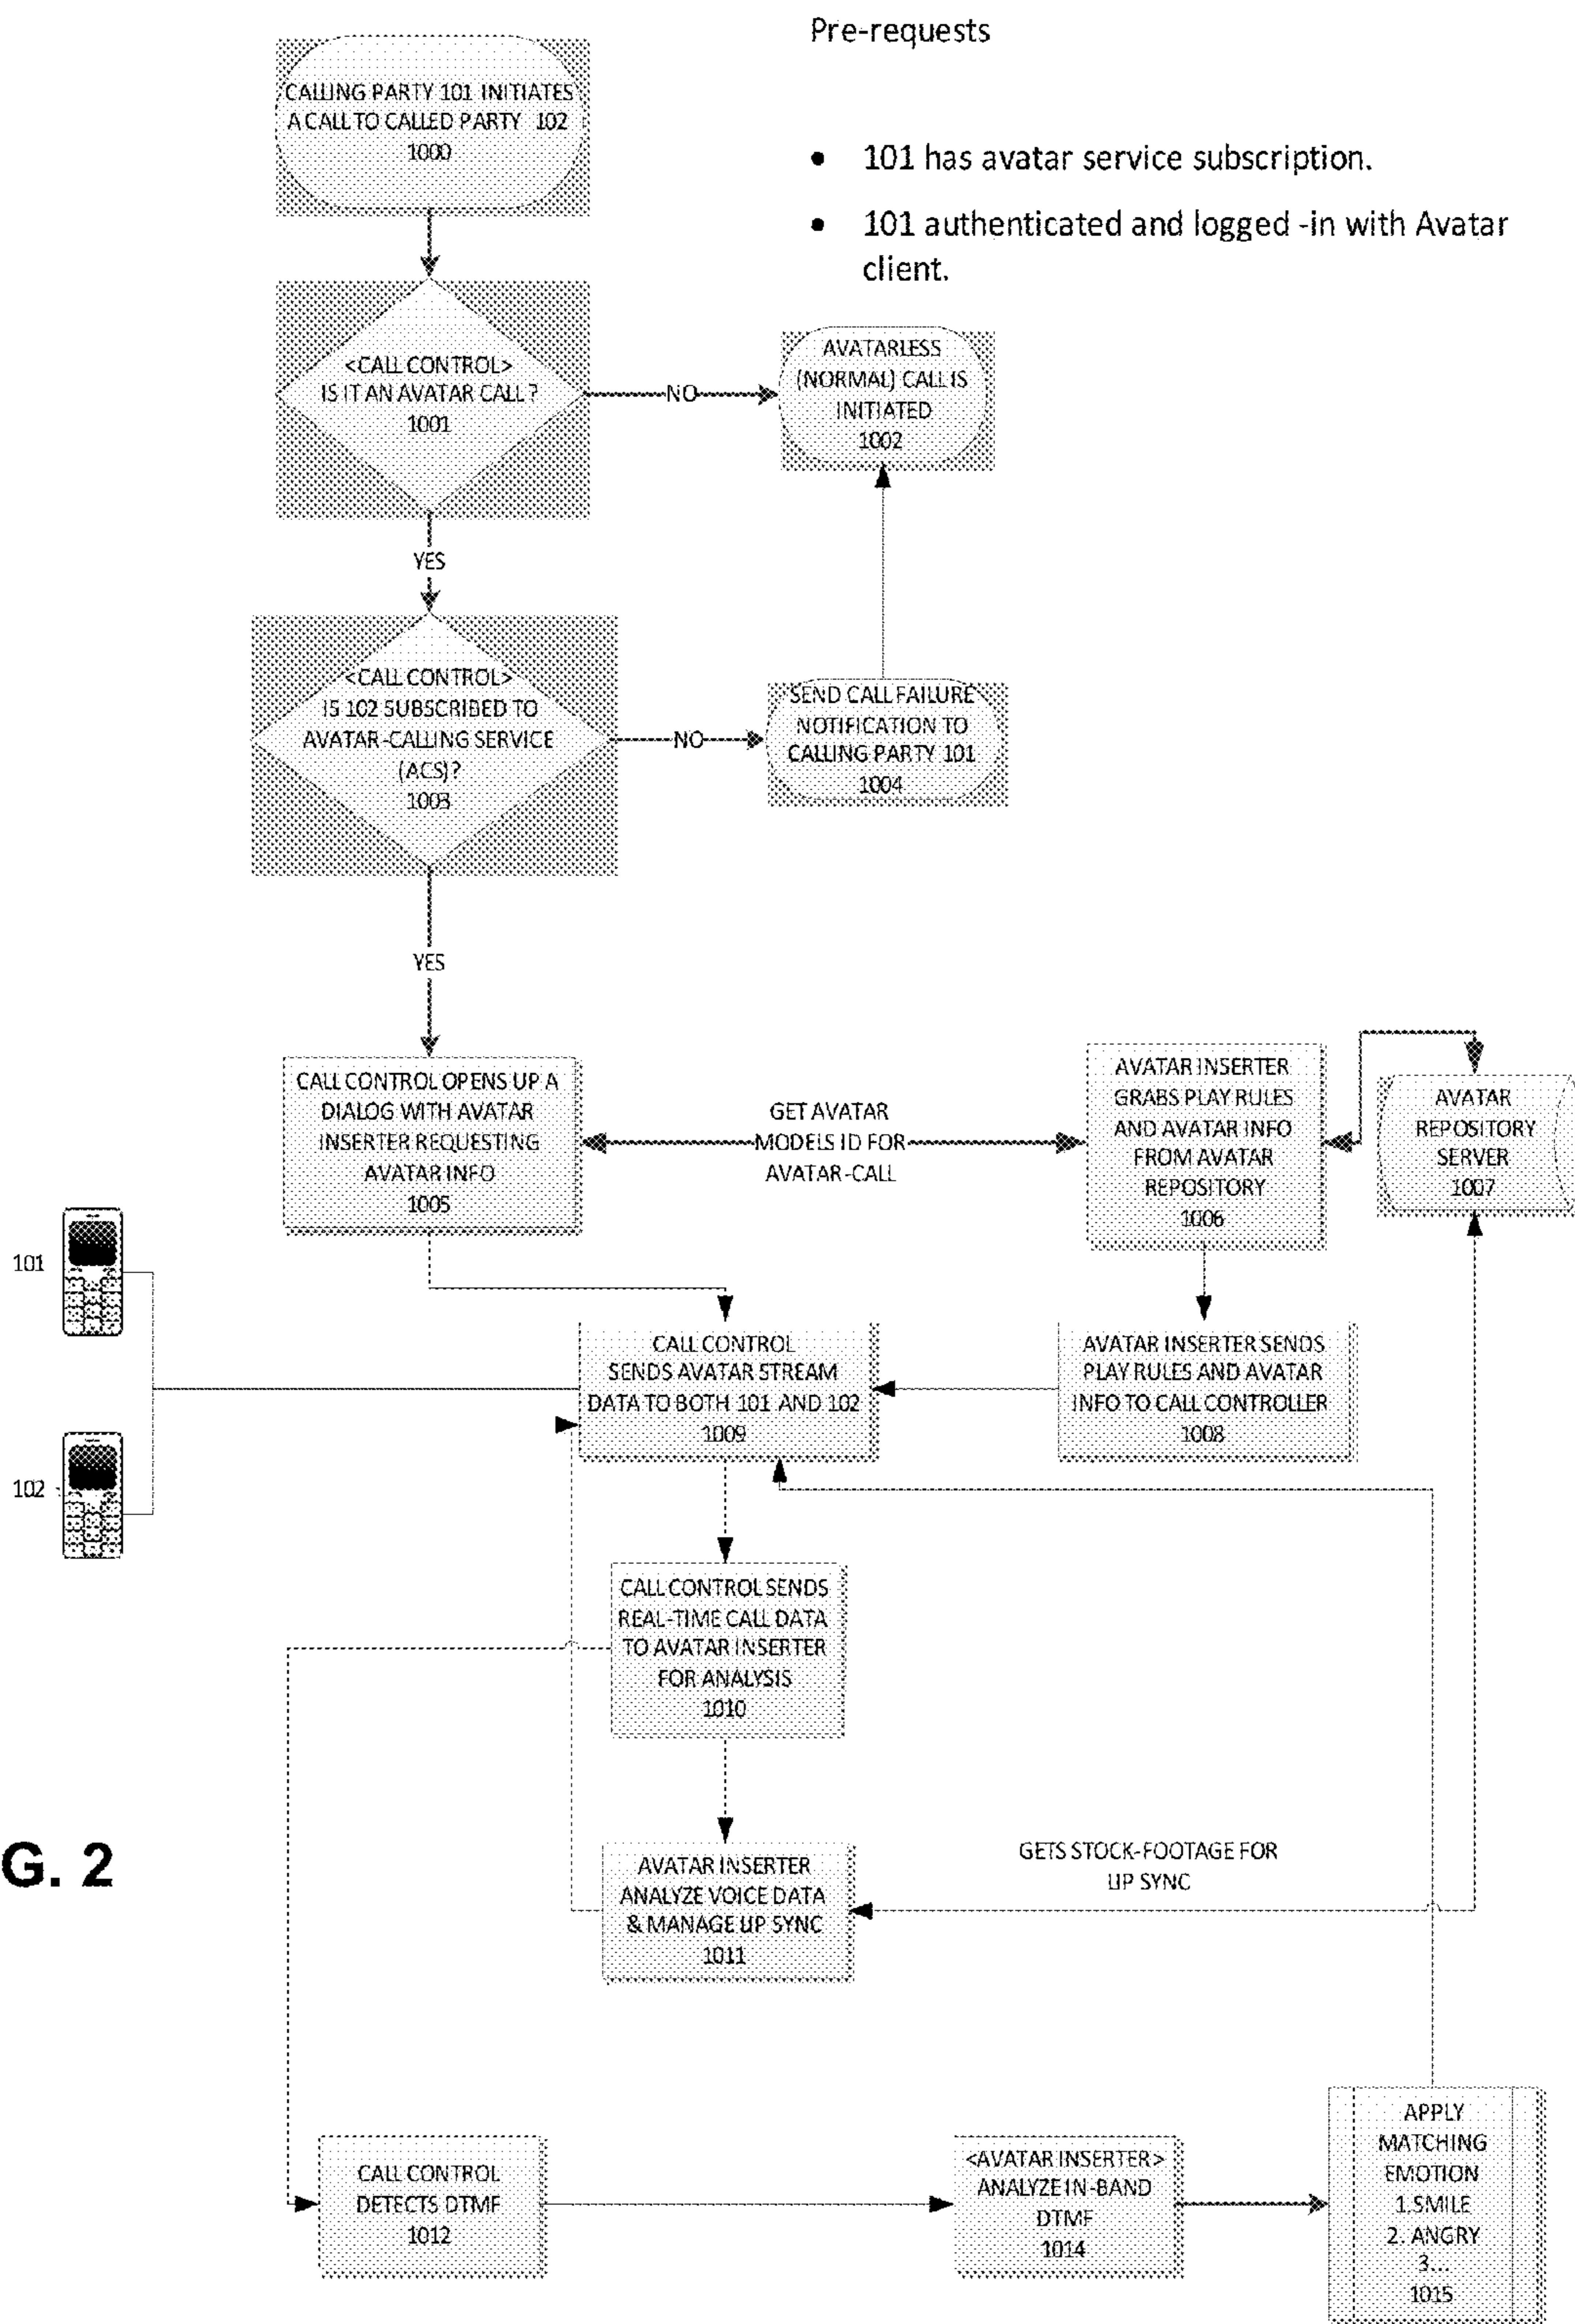 Pre-requests
• 101 has avatar service subscription.
• 101 authenticated and logged -in with Avatar
client.
CALLING PARTY 101 INITIATES
A CALL TO CALLED PARTY 102
1000
<CALL CONTROL>
IS IT AN AVATAR CALL?
1001
NO
AVATARLESS
(NORMAL) CALL IS
INITIATED
1002
YES
<CALL CONTROL>
IS 102 SUBSCRIBED TO
AVATAR-CALLING SERVICE
(ACS)?
1003
NO
SEND CALL FAILURE
NOTIFICATION TO
CALLING PARTY 101
1004
YES
CALL CONTROL OPENS UP A
DIALOG WITH AVATAR
INSERTER REQUESTING
AVATAR INFO
1005
GET AVATAR
MODELS ID FOR
AVATAR-CALL
AVATAR INSERTER
GRABS PLAY RULES
AND AVATAR INFO
FROM AVATAR
REPOSITORY
1006
AVATAR
REPOSITORY
SERVER
1007
101
102
CALL CONTROL
SENDS AVATAR STREAM
DATA TO BOTH 101 AND 102
1009
AVATAR INSERTER SENDS
PLAY RULES AND AVATAR
INFO TO CALL CONTROLLER
1008
CALL CONTROL SENDS
REAL-TIME CALL DATA
TO AVATAR INSERTER
FOR ANALYSIS
1010
G. 2
AVATAR INSERTER
ANALYZE VOICE DATA
& MANAGE LIP SYNC
1011
GETS STOCK-FOOTAGE FOR
LIP SYNC
CALL CONTROL
DETECTS DTMF
1012
<AVATAR INSERTER>
ANALYZE IN-BAND
DTMF
1014
APPLY
MATCHING
EMOTION
1.SMILE
2. ANGRY
3...
1015